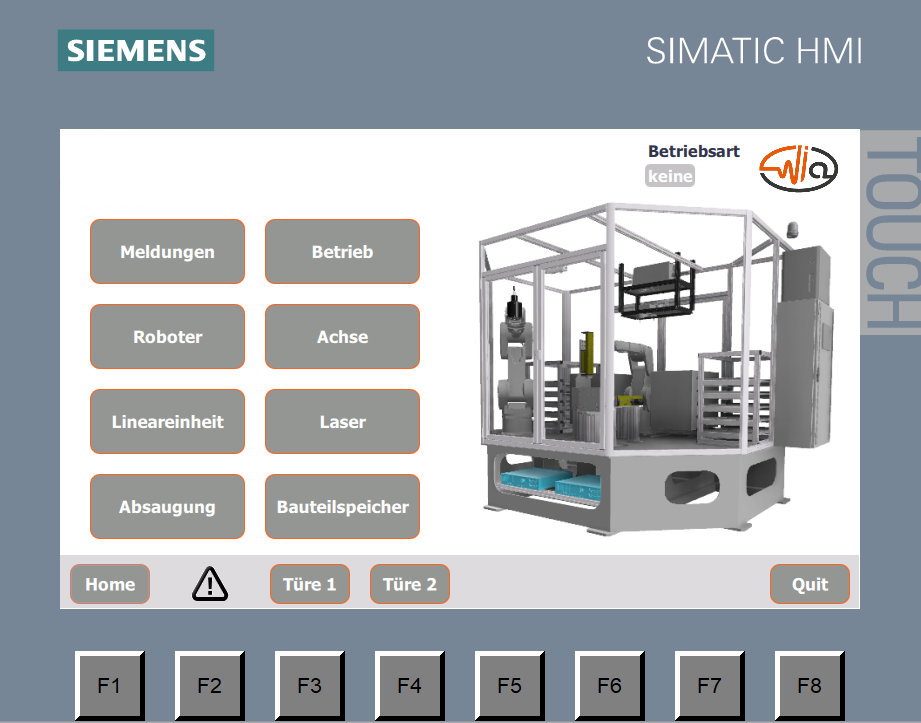 SIEMENS
SIMATIC HMI
TOUCH
Betriebsart
keine
wia
Meldungen
Betrieb
Roboter
Achse
Lineareinheit
Laser
Absaugung
Bauteilspeicher
Home
Türe 1
Türe 2
Quit
F1
F2
F3
F4
F5
F6
F7
F8